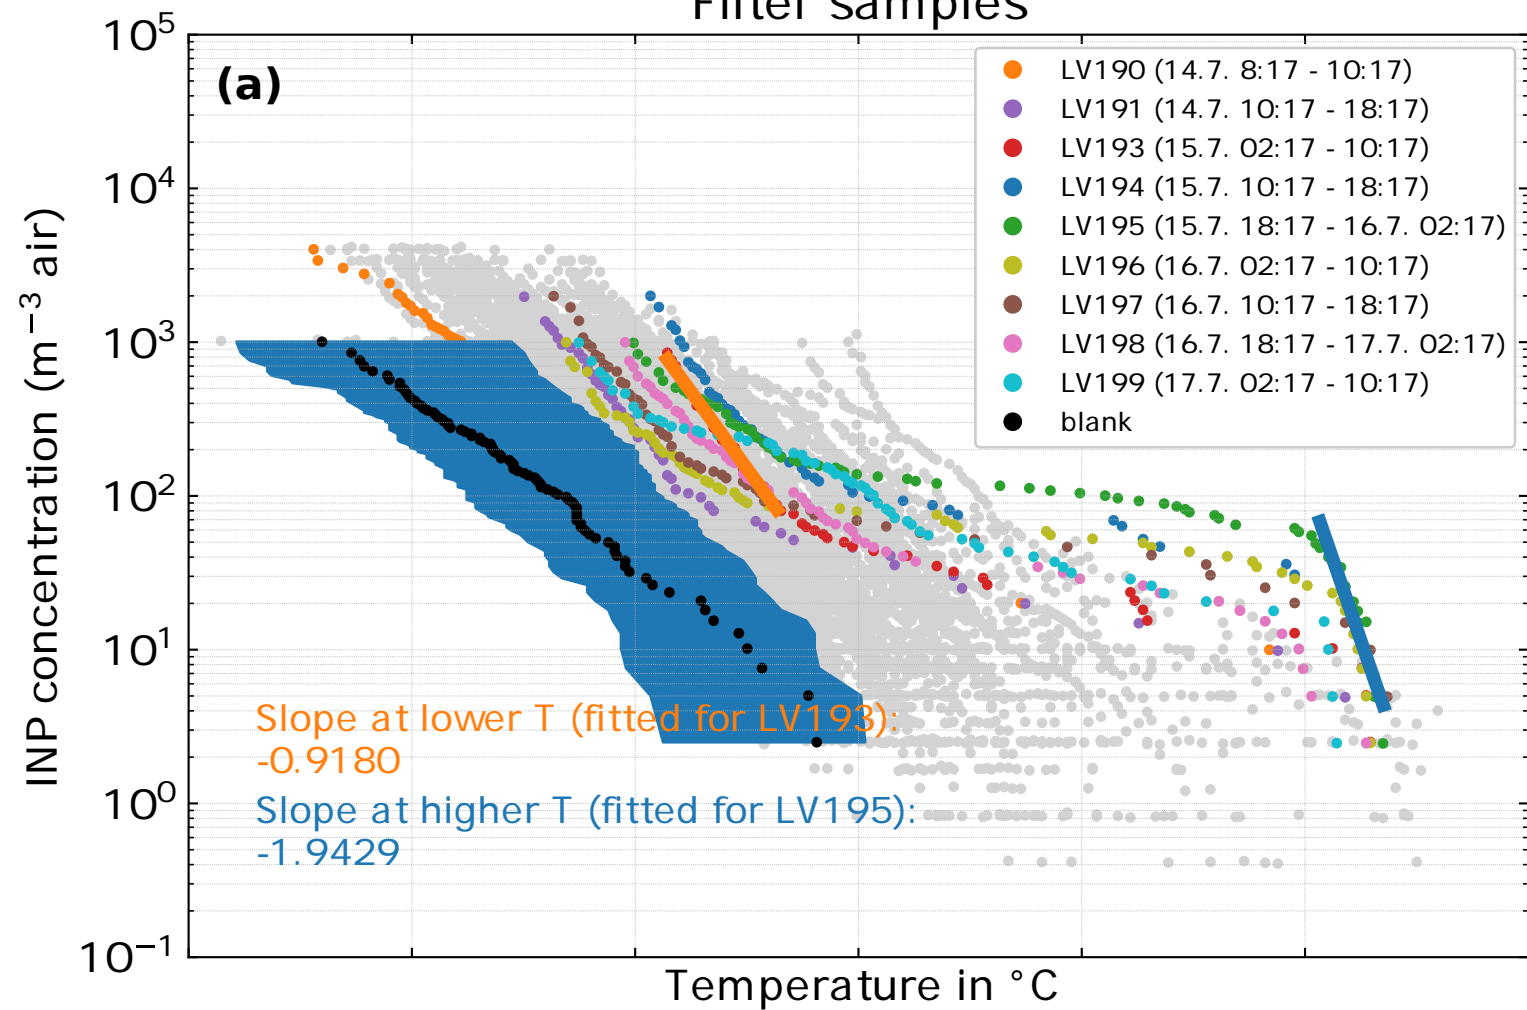 Filter samples
10^5
(a)
LV190 (14.7. 8:17 - 10:17)
LV191 (14.7. 10:17 - 18:17)
LV193 (15.7. 02:17 - 10:17)
LV194 (15.7. 10:17 - 18:17)
LV195 (15.7. 18:17 - 16.7. 02:17)
LV196 (16.7. 02:17 - 10:17)
LV197 (16.7. 10:17 - 18:17)
LV198 (16.7. 18:17 - 17.7. 02:17)
LV199 (17.7. 02:17 - 10:17)
blank
10^4
10^3
10^2
10^1
10^0
10^−1
INP concentration (m^−3 air)
Slope at lower T (fitted for LV193):
-0.9180
Slope at higher T (fitted for LV195):
-1.9429
Temperature in °C